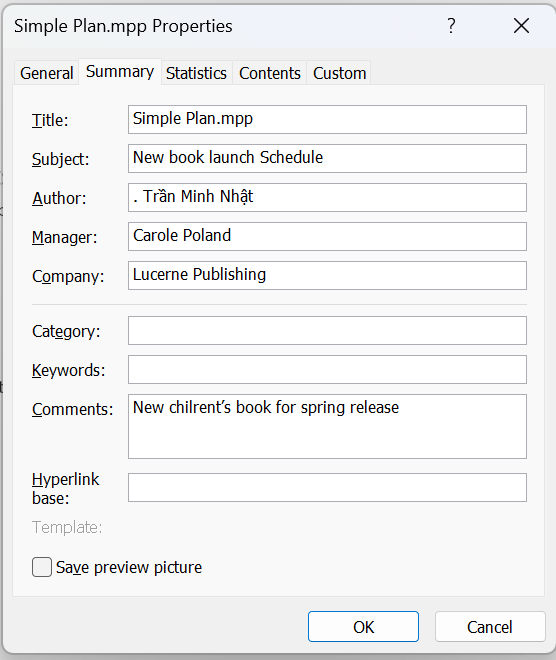 Simple Plan.mpp Properties ?
General Summary Statistics Contents Custom
Title: Simple Plan.mpp
Subject: New book launch Schedule
Author: . Trần Minh Nhật
Manager: Carole Poland
Company: Lucerne Publishing
Category:
Keywords:
Comments: New chilrent’s book for spring release
Hyperlink
base:
Template:
Save preview picture
OK Cancel